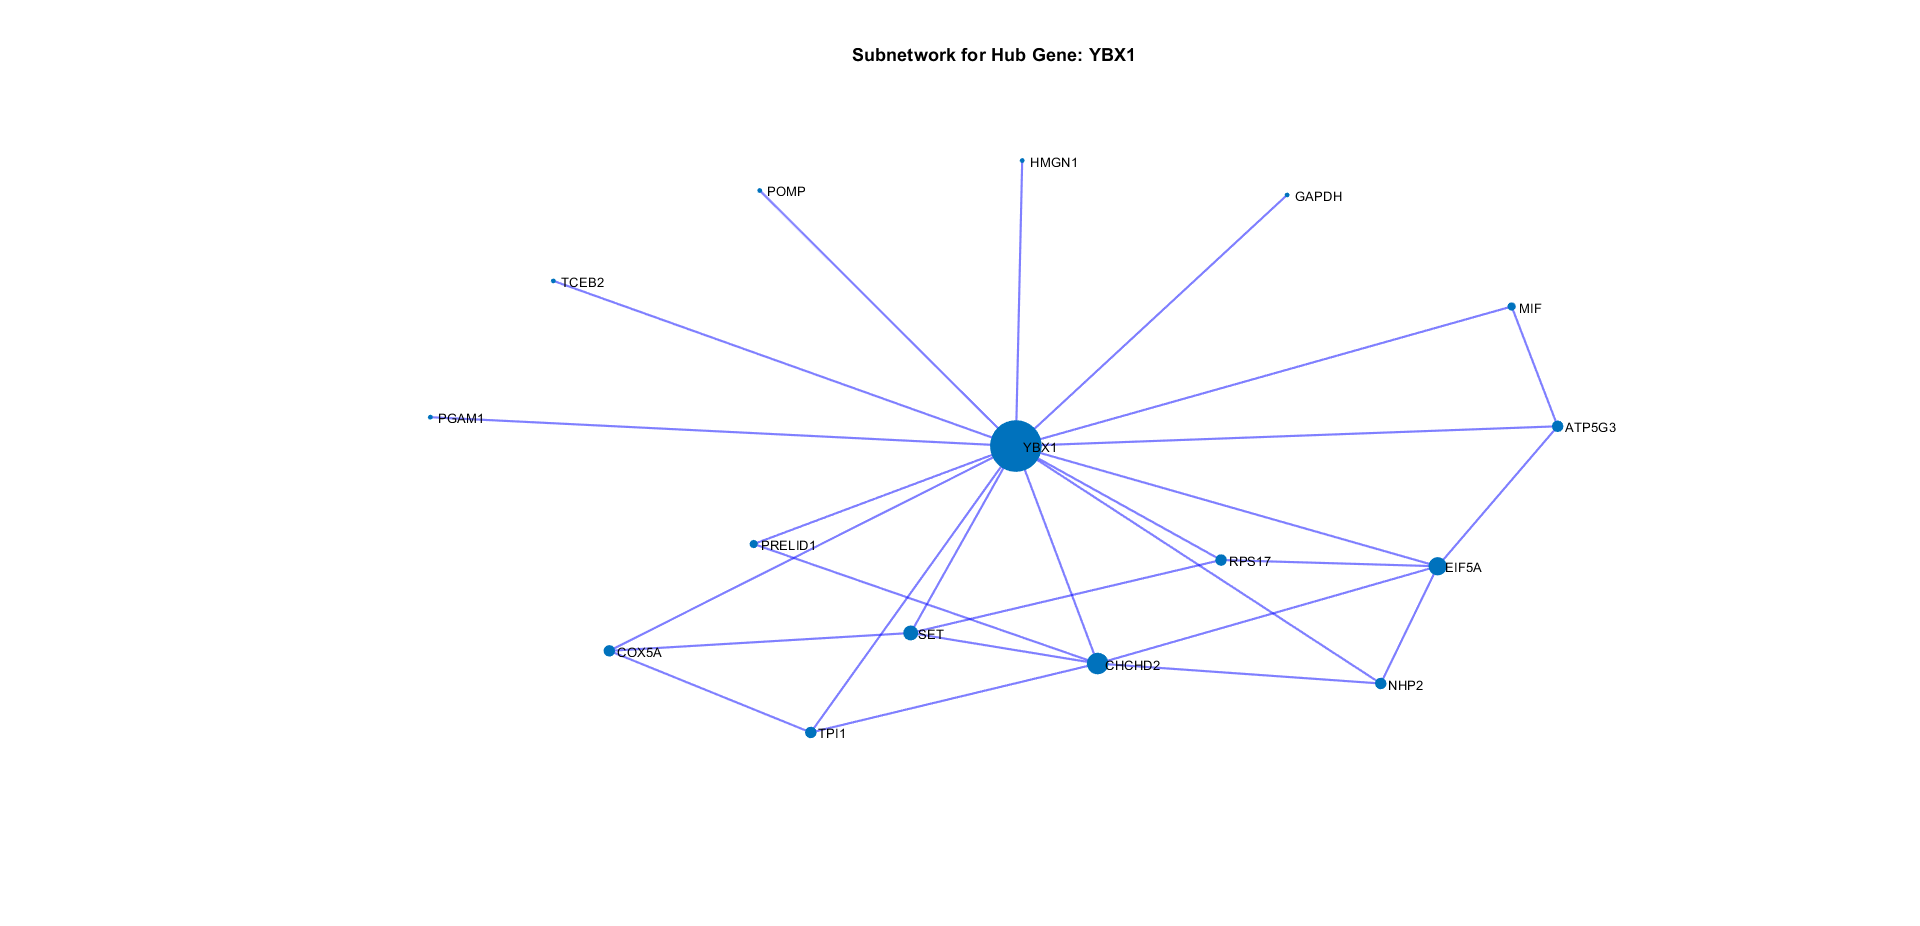 Subnetwork for Hub Gene: YBX1
HMGN1
POMP
GAPDH
TCEB2
MIF
PGAM1
ATP5G3
YBX1
PRELID1
RPS17
EIF5A
SET
COX5A
CHCHD2
NHP2
TPI1